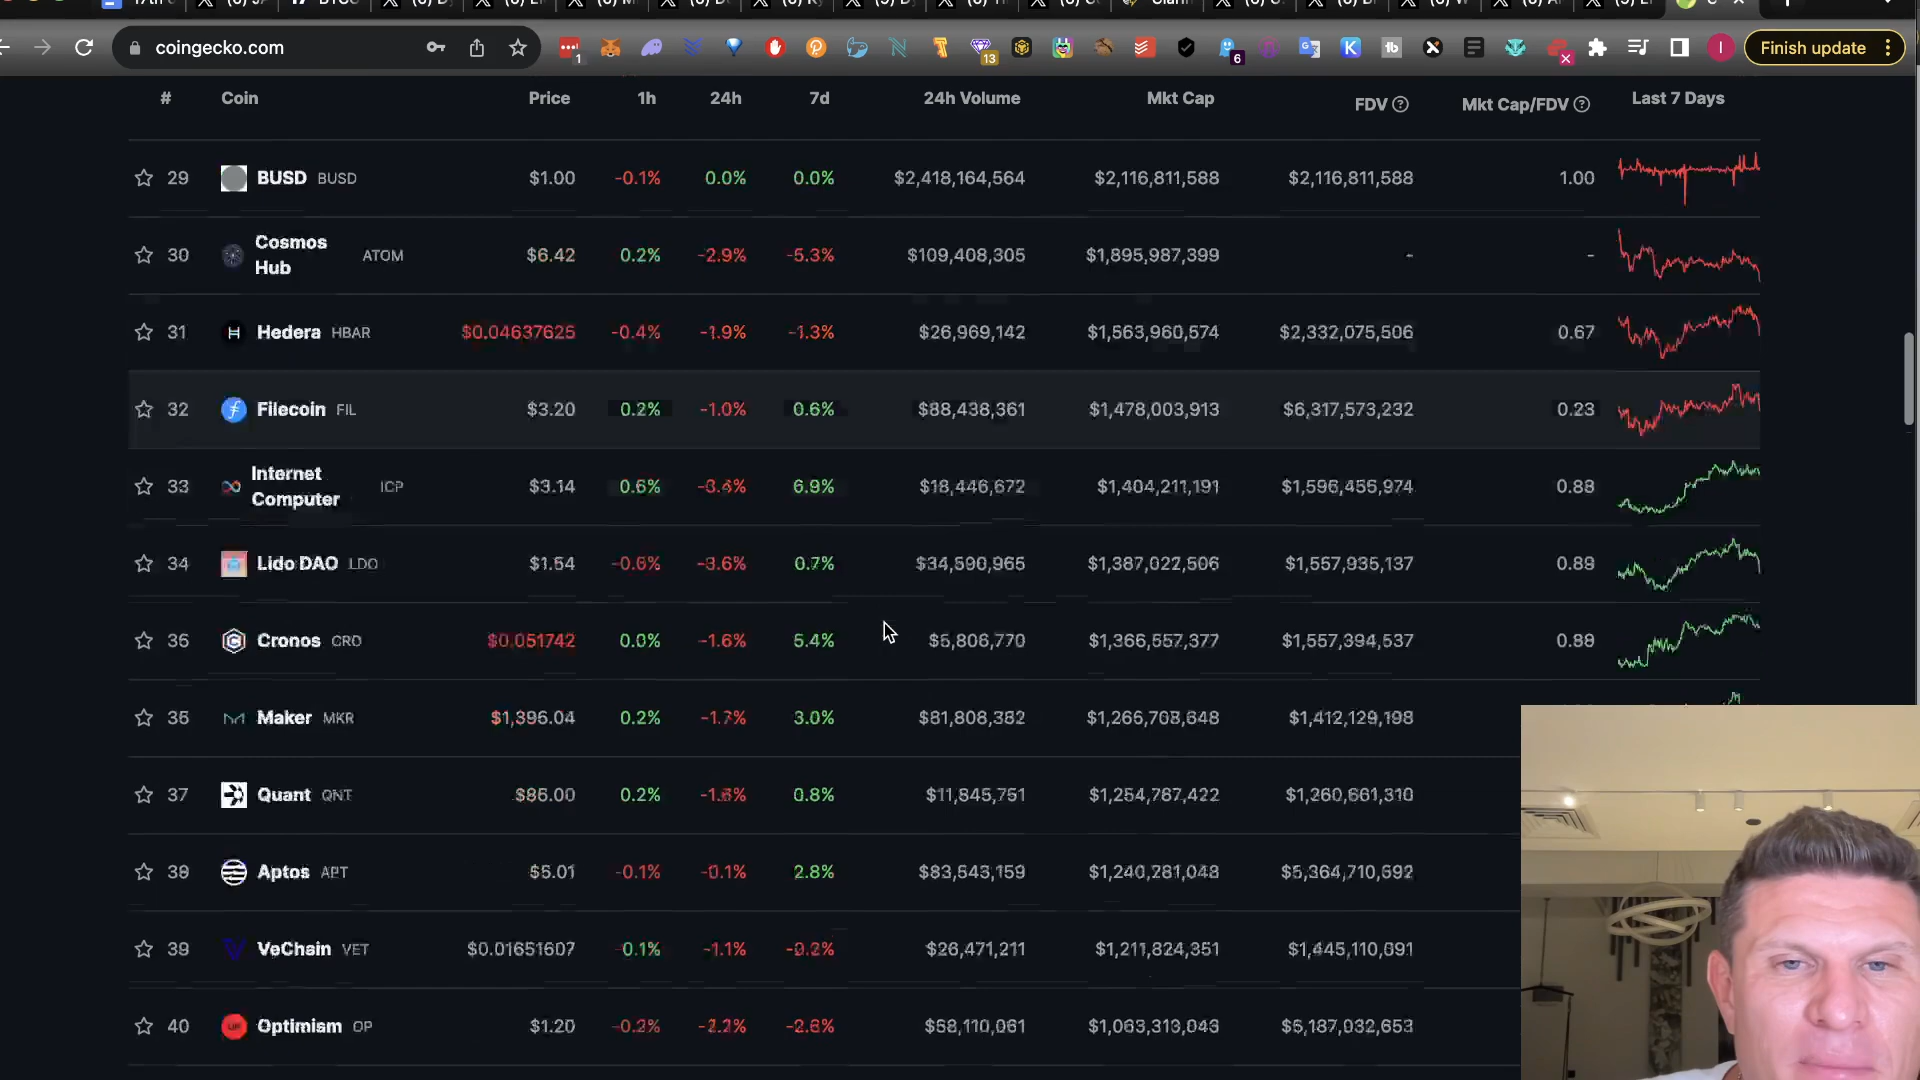 coingecko.com
1
13
6
Finish update
# Coin Price 1h 24h 7d 24h Volume Mkt Cap FDV Mkt Cap/FDV Last 7 Days
29 BUSD BUSD $1.00 -0.1% 0.0% 0.0% $2,418,164,564 $2,116,811,588 $2,116,811,588 1.00
30 Cosmos Hub ATOM $6.42 0.2% -2.9% -5.3% $109,408,305 $1,895,987,399 - -
31 Hedera HBAR $0.04637625 -0.4% -1.9% -1.3% $26,969,142 $1,563,960,574 $2,332,075,506 0.67
32 Filecoin FIL $3.20 0.2% -1.0% 0.6% $88,438,361 $1,478,003,913 $6,317,573,232 0.23
33 Internet Computer ICP $3.14 0.6% -3.4% 6.9% $18,446,672 $1,404,211,191 $1,596,455,974 0.88
34 Lido DAO LDO $1.54 -3.6% 0.7% $34,590,965 $1,387,022,506 $1,557,935,137 0.89
36 Cronos CRO $0.051742 0.0% -1.6% 5.4% $5,806,770 $1,366,557,377 $1,557,394,537 0.88
35 Maker MKR $1,396.04 0.2% -1.7% 3.0% $81,808,382 $1,266,708,648 $1,412,129,198
37 Quant QNT $86.00 0.2% 0.8% $11,845,751 $1,254,787,422 $1,260,661,310
38 Aptos APT $5.01 -0.1% -0.1% 2.8% $83,543,159 $1,240,781,048 $5,364,710,692
39 VeChain VET $0.01651607 0.1% -1.1% $26,471,211 $1,211,824,351 $1,445,110,091
40 Optimism OP $1.20 -0.2% $58,110,061 $1,063,313,043 $5,187,032,653